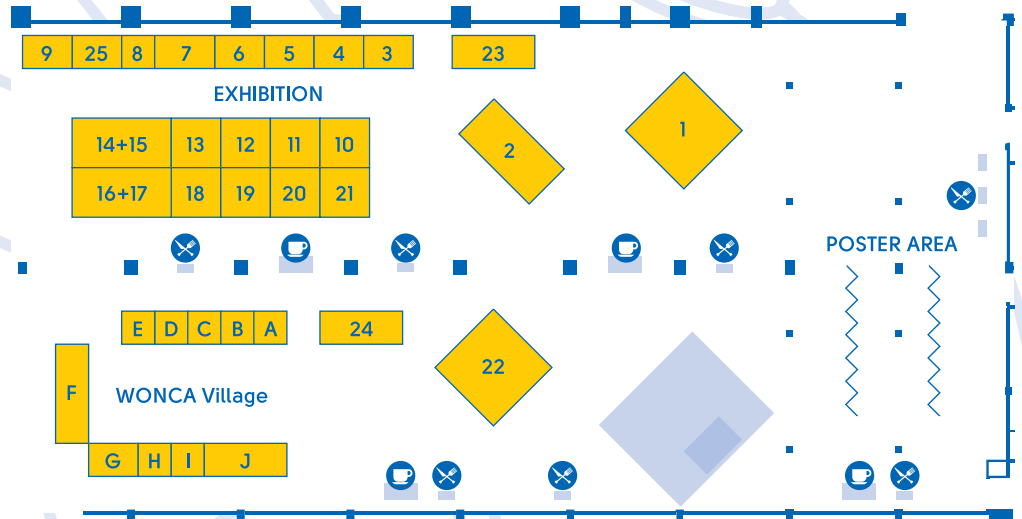 9 25 8 7 6 5 4 3 23
EXHIBITION
1
14+15 13 12 11 10
2
16+17 18 19 20 21
POSTER AREA
E D C B A 24
22
F
WONCA Village
G H I J